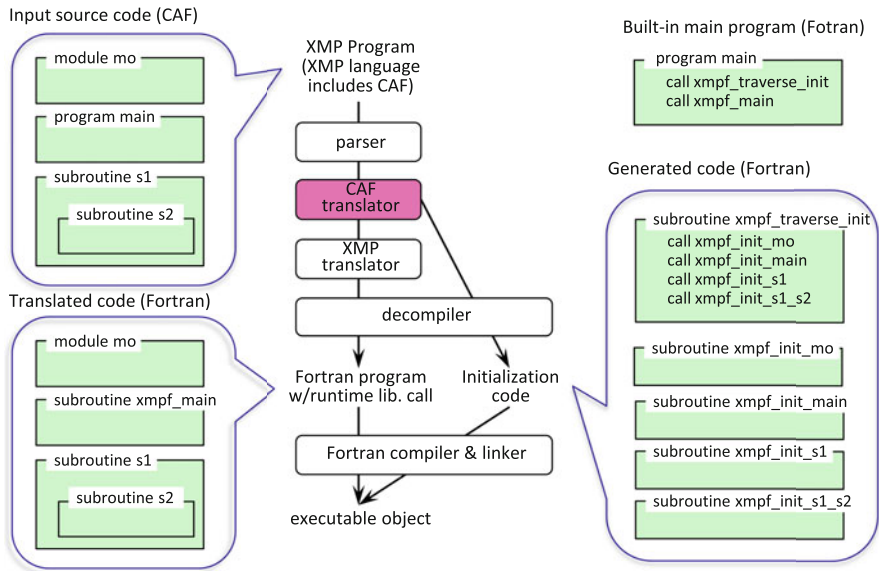 Input source code (CAF)
module mo
program main
subroutine s1
subroutine s2
Translated code (Fortran)
module mo
subroutine xmpf_main
subroutine s1
subroutine s2
XMP Program
(XMP language
includes CAF)
parser
CAF
translator
XMP
translator
decompiler
Fortran program
w/runtime lib. call
Initialization
code
Fortran compiler & linker
executable object
Built-in main program (Fotran)
program main
call xmpf_traverse_init
call xmpf_main
Generated code (Fortran)
subroutine xmpf_traverse_init
call xmpf_init_mo
call xmpf_init_main
call xmpf_init_s1
call xmpf_init_s1_s2
subroutine xmpf_init_mo
subroutine xmpf_init_main
subroutine xmpf_init_s1
subroutine xmpf_init_s1_s2